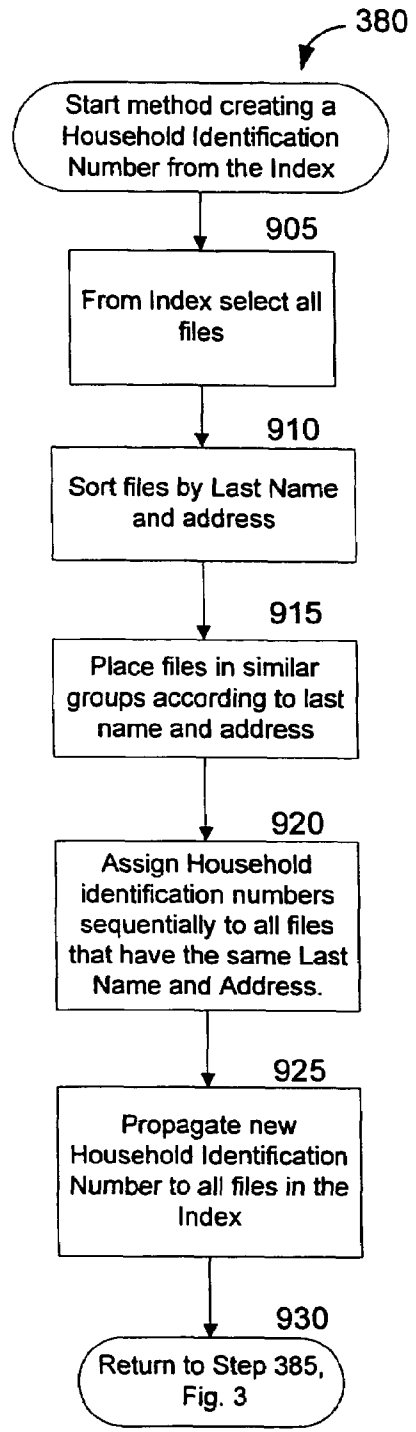 380
Start method creating a
Household Identification
Number from the Index
905
From Index select all
files
910
Sort files by Last Name
and address
915
Place files in similar
groups according to last
name and address
920
Assign Household
identification numbers
sequentially to all files
that have the same Last
Name and Address.
925
Propagate new
Household Identification
Number to all files in the
Index
930
Return to Step 385,
Fig. 3